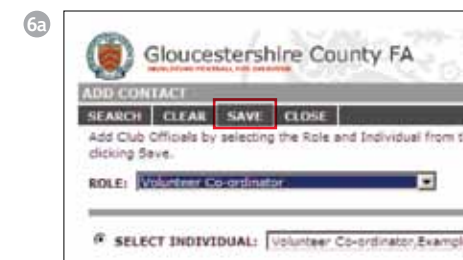 6a
Gloucestershire County FA
ADD CONTACT
SEARCH CLEAR SAVE CLOSE
Add Club Officials by selecting the Role and Individual from t
clicking Save.
ROLE: Volunteer Co-ordinator
SELECT INDIVIDUAL: Volunteer Co-ordinator,Exampl